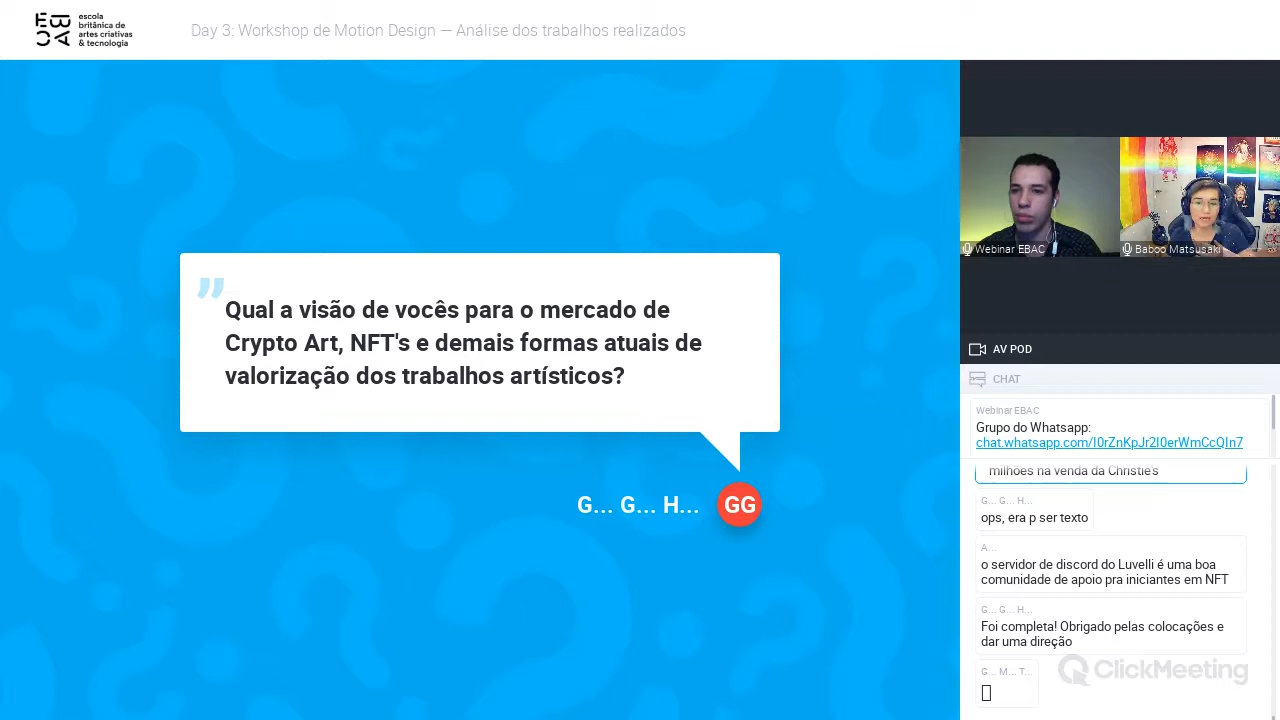 escola
britânica de
artes criativas
& tecnologia
EBAC
Day 3: Workshop de Motion Design — Análise dos trabalhos realizados
Qual a visão de vocês para o mercado de
Crypto Art, NFT's e demais formas atuais de
valorização dos trabalhos artísticos?
G... G... H...
GG
Webinar EBAC
Baboo Matsusaki
AV POD
CHAT
Webinar EBAC
Grupo do Whatsapp:
chat.whatsapp.com/I0rZnKpJr2I0erWmCcQIn7
milhões na venda da Christie's
G... G... H...
ops, era p ser texto
A...
o servidor de discord do Luvelli é uma boa
comunidade de apoio pra iniciantes em NFT
G... G... H...
Foi completa! Obrigado pelas colocações e
dar uma direção
G... M... T...
ClickMeeting